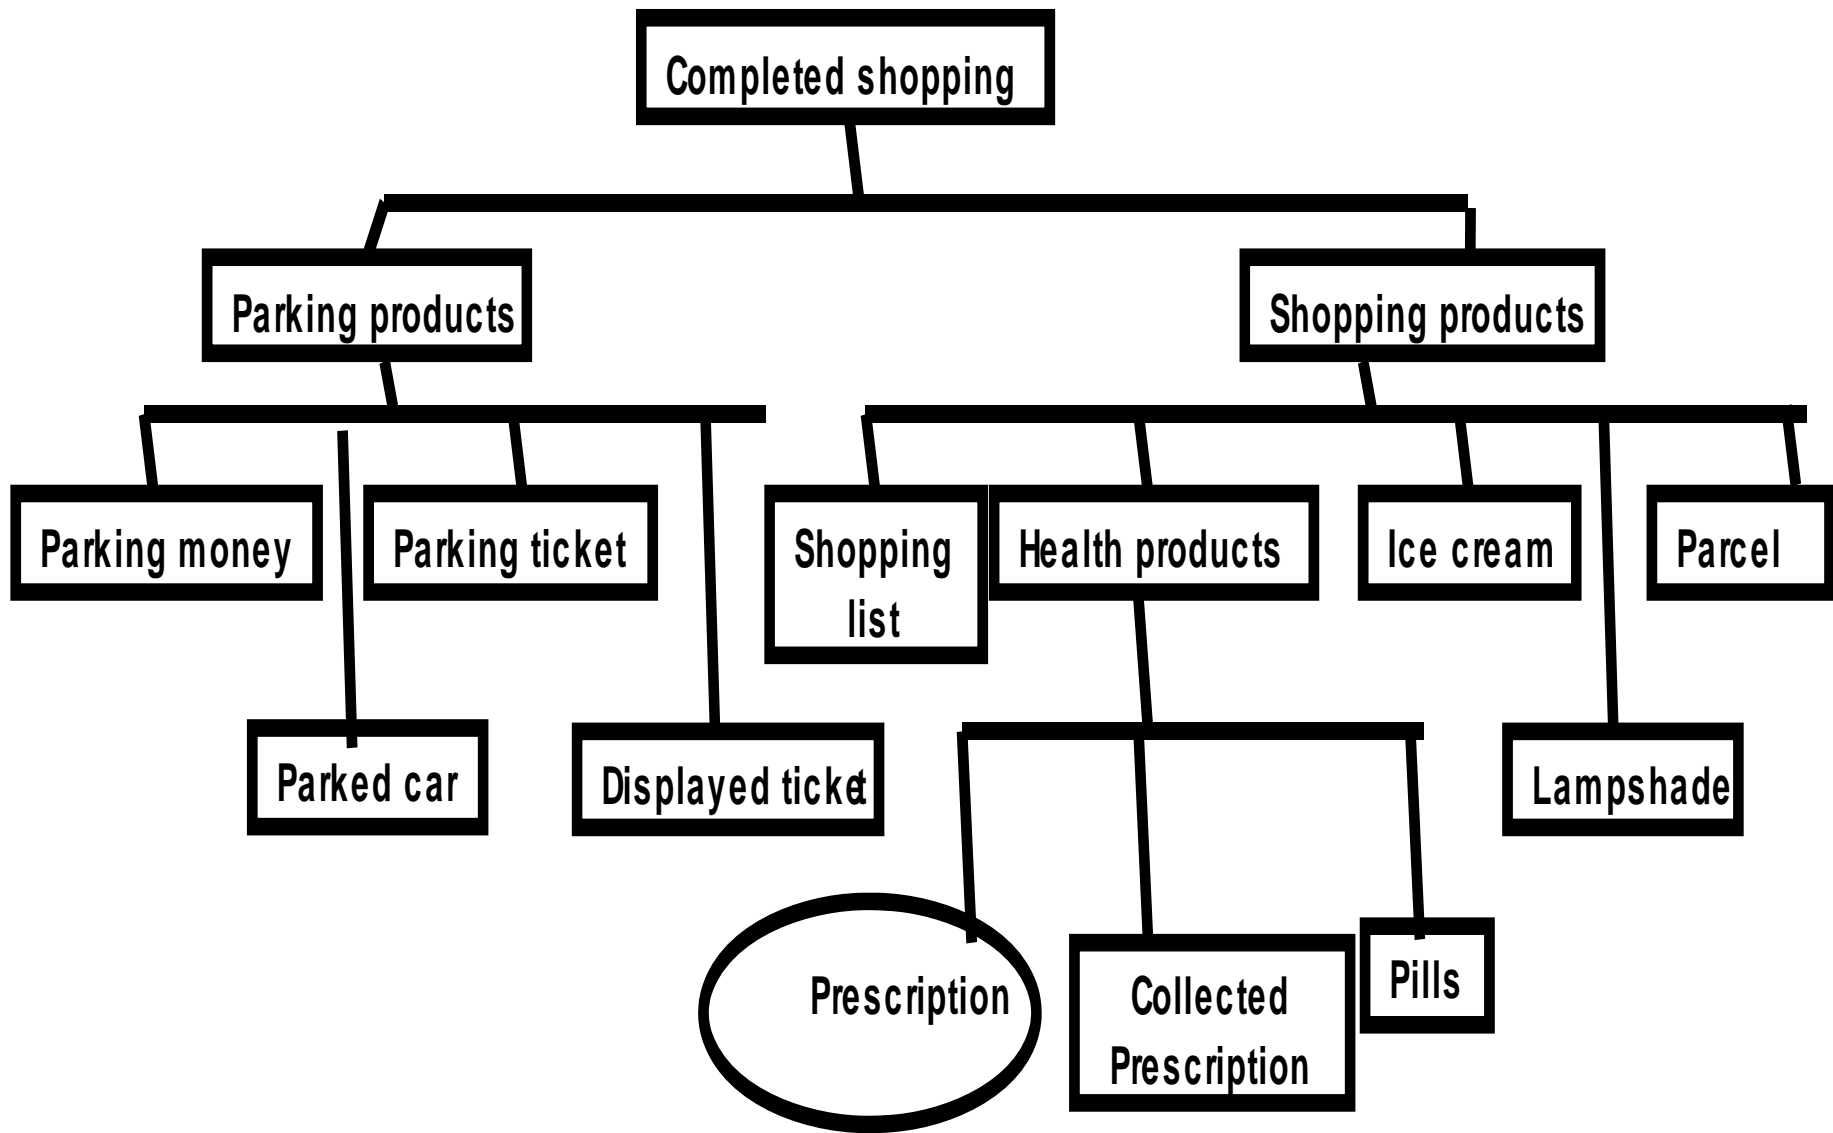 Completed shopping
Parking products
Shopping products
Parking money
Parking ticket
Shopping
list
Health products
Ice cream
Parcel
Parked car
Displayed ticket
Lampshade
Prescription
Collected
Prescription
Pills